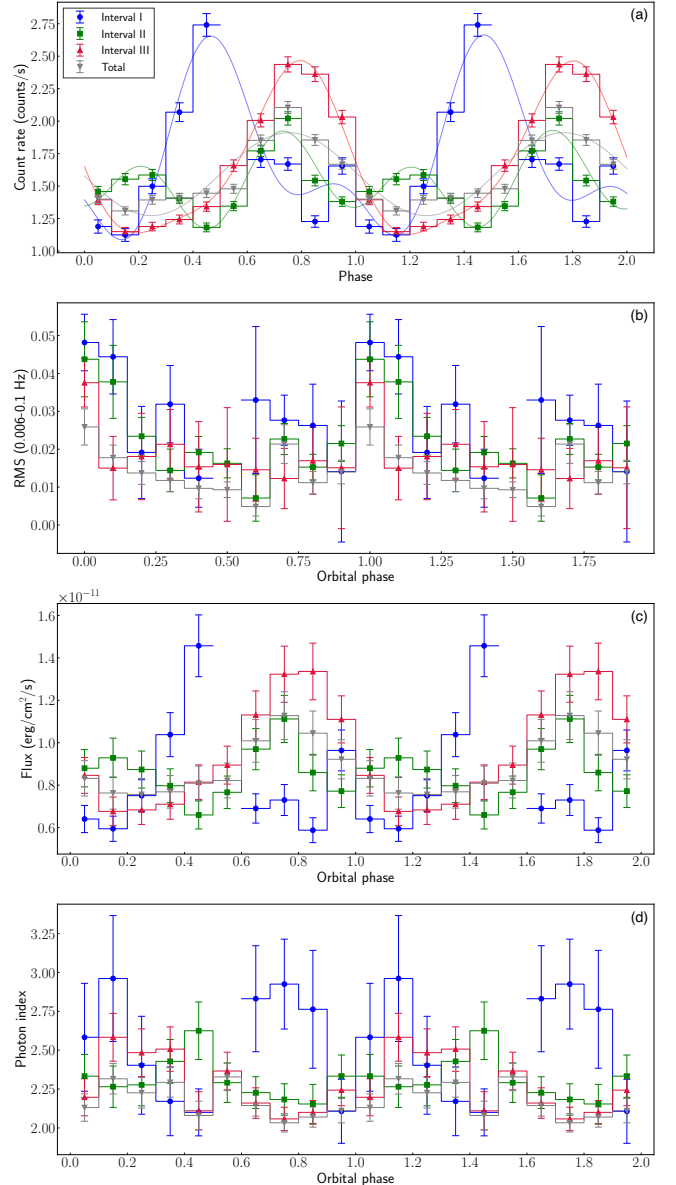 (a)
Interval I
Interval II
Interval III
Total
Count rate (counts/s)
2.75
2.50
2.25
2.00
1.75
1.50
1.25
1.00
0.0 0.2 0.4 0.6 0.8 1.0 1.2 1.4 1.6 1.8 2.0
Phase
(b)
RMS (0.006-0.1 Hz)
0.05
0.04
0.03
0.02
0.01
0.00
0.00 0.25 0.50 0.75 1.00 1.25 1.50 1.75
Orbital phase
×10⁻¹¹
(c)
Flux (erg/cm²/s)
1.6
1.4
1.2
1.0
0.8
0.6
0.0 0.2 0.4 0.6 0.8 1.0 1.2 1.4 1.6 1.8 2.0
Orbital phase
(d)
Photon index
3.25
3.00
2.75
2.50
2.25
2.00
0.0 0.2 0.4 0.6 0.8 1.0 1.2 1.4 1.6 1.8 2.0
Orbital phase